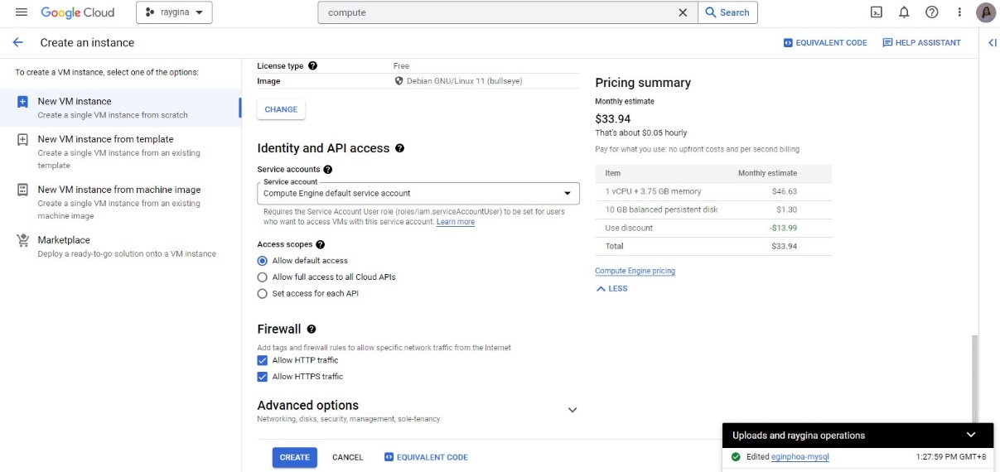 Google Cloud
raygina
compute
Search
Create an instance
EQUIVALENT CODE
HELP ASSISTANT
To create a VM instance, select one of the options:
New VM instance
Create a single VM instance from scratch
New VM instance from template
Create a single VM instance from an existing
template
New VM instance from machine image
Create a single VM instance from an existing
machine image
Marketplace
Deploy a ready-to-go solution onto a VM instance
License type
Free
Image
Debian GNU/Linux 11 (bullseye)
CHANGE
Identity and API access
Service accounts
Service account
Compute Engine default service account
Requires the Service Account User role (roles/iam.serviceAccountUser) to be set for users
who want to access VMs with this service account. Learn more
Access scopes
Allow default access
Allow full access to all Cloud APIs
Set access for each API
Firewall
Add tags and firewall rules to allow specific network traffic from the Internet
Allow HTTP traffic
Allow HTTPS traffic
Advanced options
Networking, disks, security, management, sole-tenancy
CREATE CANCEL EQUIVALENT CODE
Pricing summary
Monthly estimate
$33.94
That's about $0.05 hourly
Pay for what you use: no upfront costs and per second billing
Item Monthly estimate
1 vCPU + 3.75 GB memory $46.63
10 GB balanced persistent disk $1.30
Use discount -$13.99
Total $33.94
Compute Engine pricing
LESS
Uploads and raygina operations
Edited eginphoa-mysql 1:27:59 PM GMT+8